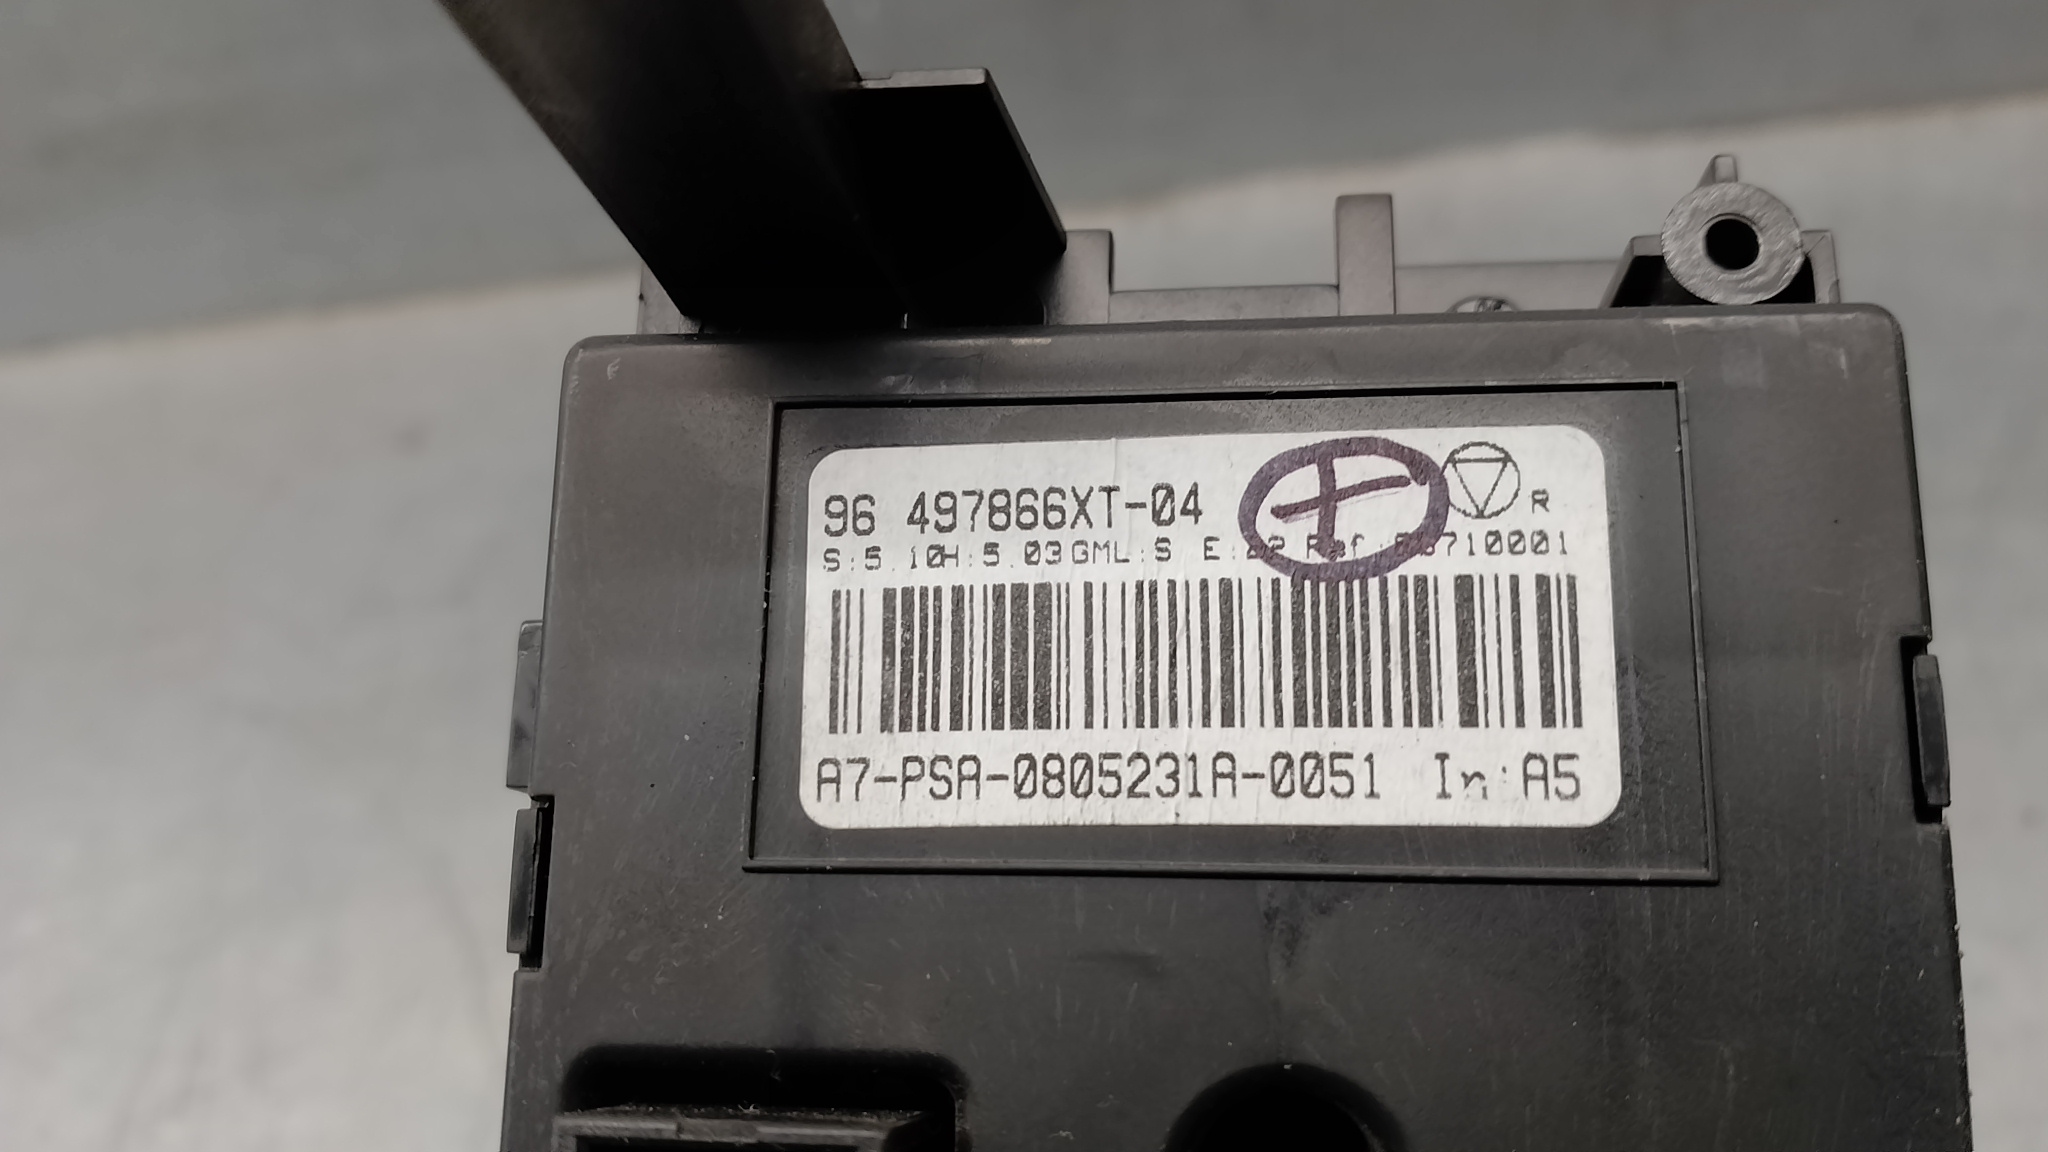 96 497866XT-04 R
S:5.10H:5.03GML:S
A7-PSA-0805231A-0051 In:A5